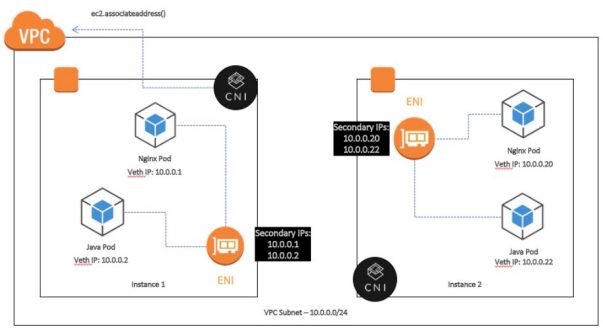 ec2.associateaddress()
VPC
CNI
ENI
Secondary IPs:
10.0.0.20
10.0.0.22
Nginx Pod
Veth IP: 10.0.0.1
Nginx Pod
Veth IP: 10.0.0.20
Java Pod
Veth IP: 10.0.0.2
Secondary IPs:
10.0.0.1
10.0.0.2
ENI
Java Pod
Veth IP: 10.0.0.22
CNI
Instance 1
Instance 2
VPC Subnet – 10.0.0.0/24